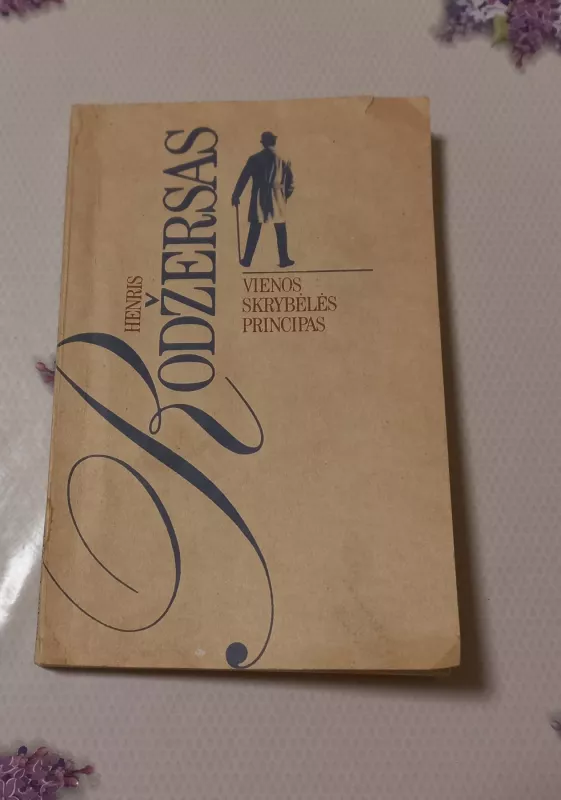 HENRIS
RODŽERSAS
VIENOS
SKRYBĖLĖS
PRINCIPAS